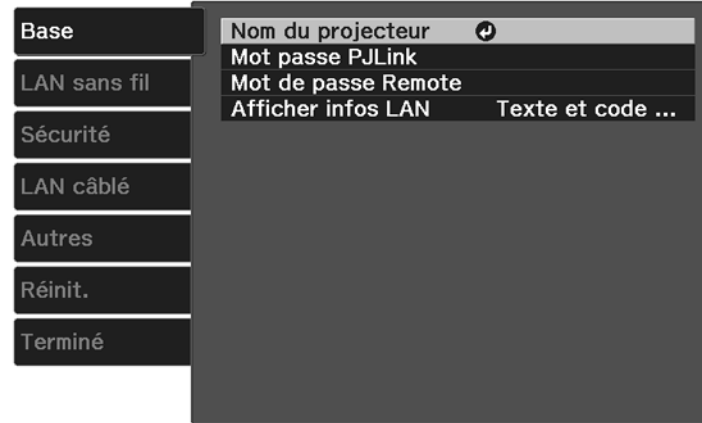 Base
LAN sans fil
Sécurité
LAN câblé
Autres
Réinit.
Terminé
Nom du projecteur
Mot passe PJLink
Mot de passe Remote
Afficher infos LAN Texte et code ...